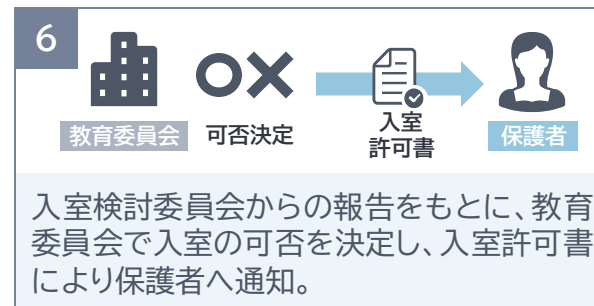 6
教育委員会
可否決定
入室
許可書
保護者
入室検討委員会からの報告をもとに、教育
委員会で入室の可否を決定し、入室許可書
により保護者へ通知。